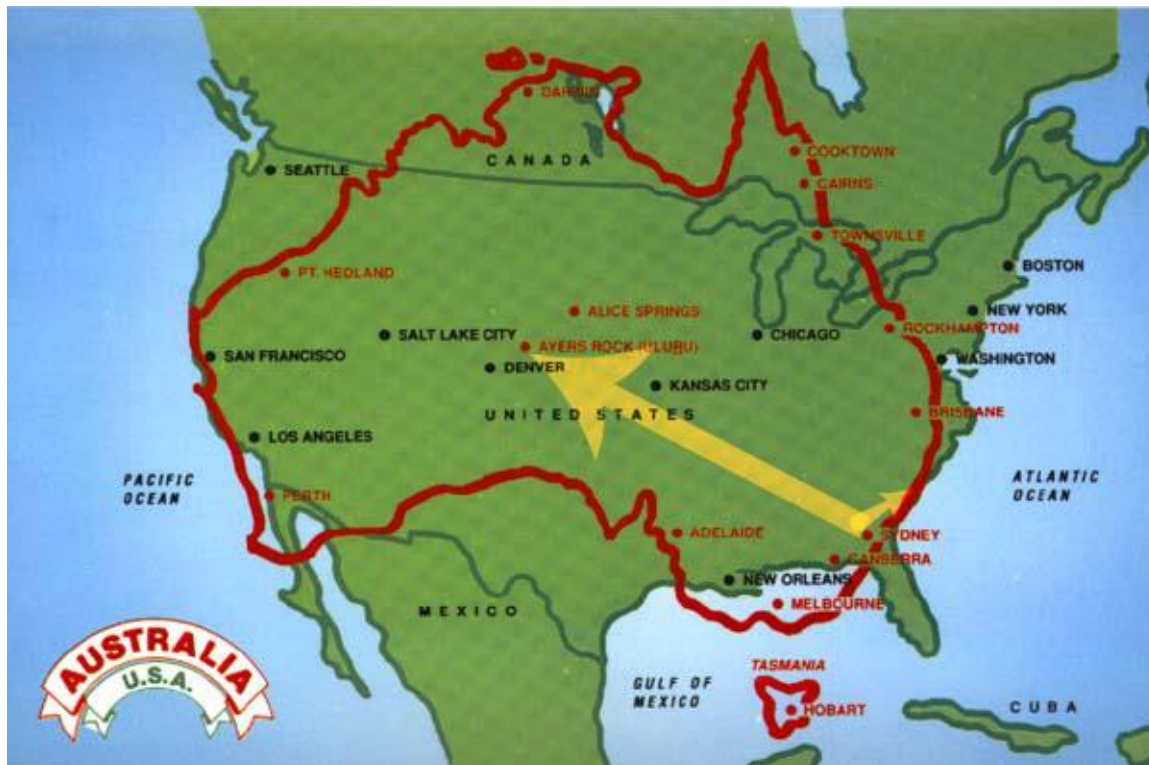 DARWIN
CANADA
COOKTOWN
SEATTLE
CAIRNS
TOWNSVILLE
BOSTON
PT. HEDLAND
ALICE SPRINGS
NEW YORK
ROCKHAMPTON
SALT LAKE CITY
CHICAGO
AYERS ROCK (ULURU)
SAN FRANCISCO
WASHINGTON
DENVER
KANSAS CITY
UNITED STATES
BRISBANE
LOS ANGELES
PACIFIC
OCEAN
ATLANTIC
OCEAN
PERTH
ADELAIDE
SYDNEY
CANBERRA
NEW ORLEANS
MELBOURNE
MEXICO
AUSTRALIA
U.S.A.
TASMANIA
GULF OF
MEXICO
HOBART
CUBA